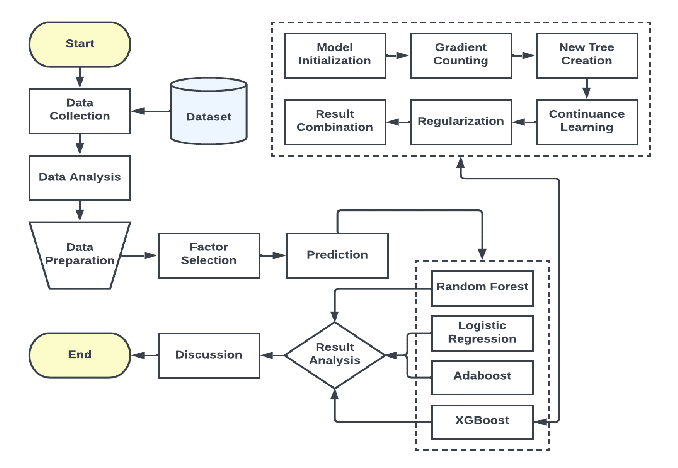 Start
Data
Collection
Dataset
Data Analysis
Data
Preparation
Factor
Selection
Prediction
Model
Initialization
Gradient
Counting
New Tree
Creation
Result
Combination
Regularization
Continuance
Learning
Random Forest
Logistic
Regression
Adaboost
XGBoost
Result
Analysis
Discussion
End